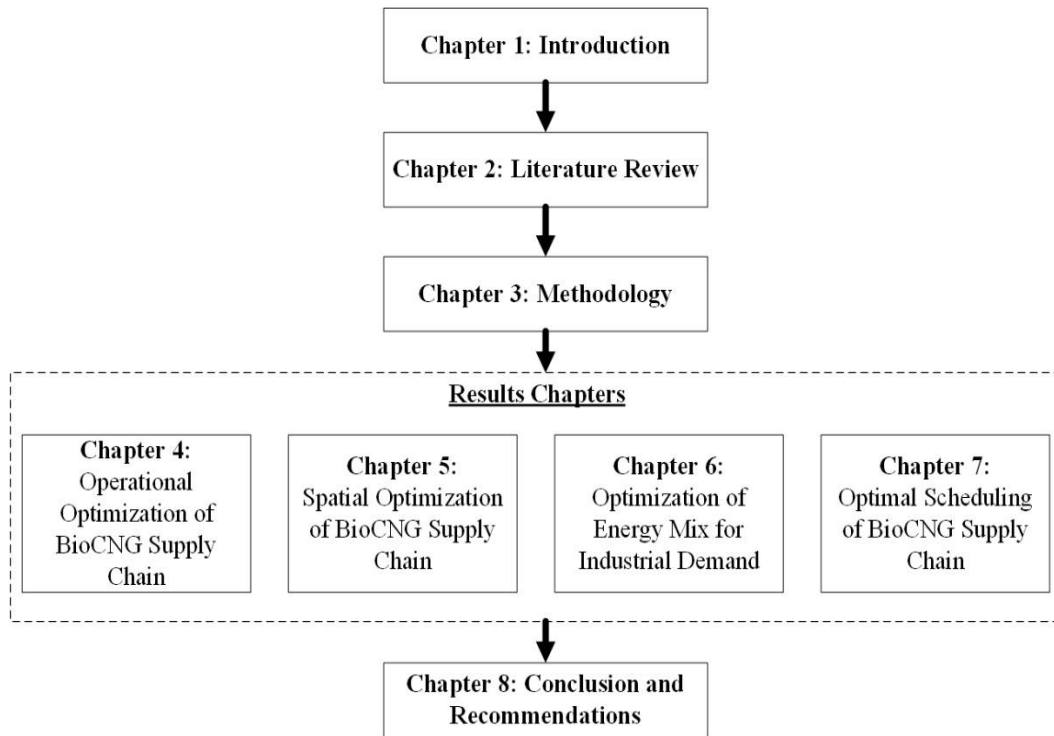 Chapter 1: Introduction
Chapter 2: Literature Review
Chapter 3: Methodology
Results Chapters
Chapter 4:
Operational
Optimization of
BioCNG Supply
Chain
Chapter 5:
Spatial Optimization
of BioCNG Supply
Chain
Chapter 6:
Optimization of
Energy Mix for
Industrial Demand
Chapter 7:
Optimal Scheduling
of BioCNG Supply
Chain
Chapter 8: Conclusion and
Recommendations